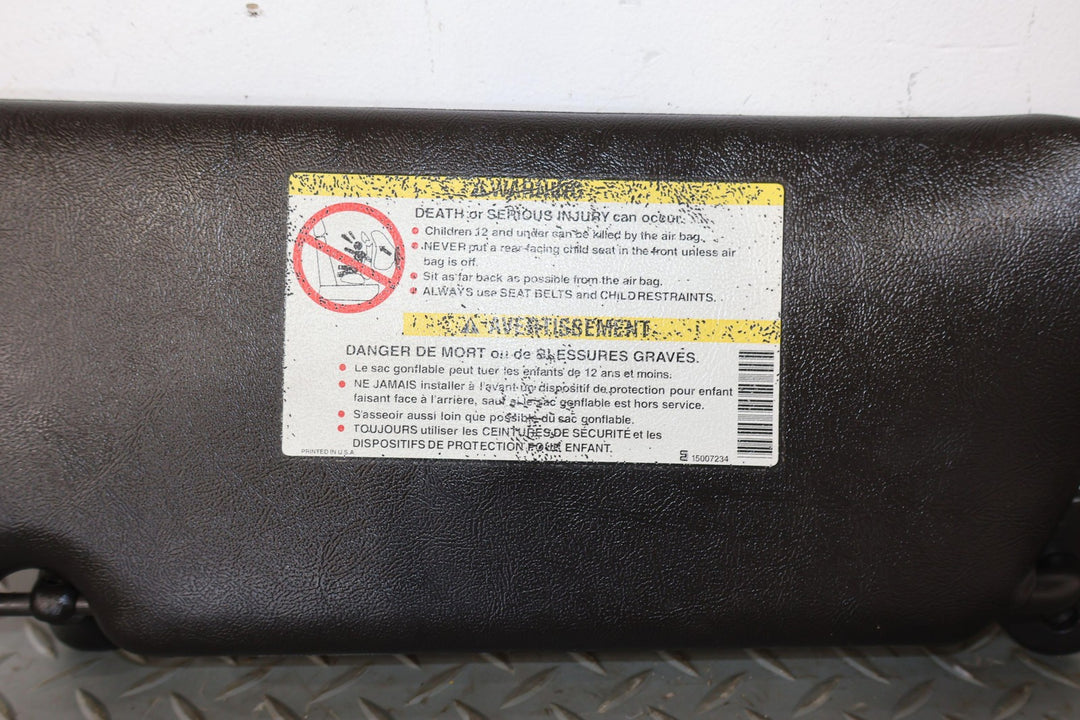 WARNING
DEATH or SERIOUS INJURY can occur.
Children 12 and under can be killed by the air bag.
NEVER put a rear-facing child seat in the front unless air
bag is off.
Sit as far back as possible from the air bag.
ALWAYS use SEAT BELTS and CHILD RESTRAINTS.
AVERTISSEMENT
DANGER DE MORT ou de BLESSURES GRAVES.
Le sac gonflable peut tuer les enfants de 12 ans et moins.
NE JAMAIS installer à l'avant un dispositif de protection pour enfant
faisant face à l'arrière, sauf si le sac gonflable est hors service.
S'asseoir aussi loin que possible du sac gonflable.
TOUJOURS utiliser les CEINTURES DE SÉCURITÉ et les
DISPOSITIFS DE PROTECTION POUR ENFANT.
PRINTED IN U.S.A.
15007234